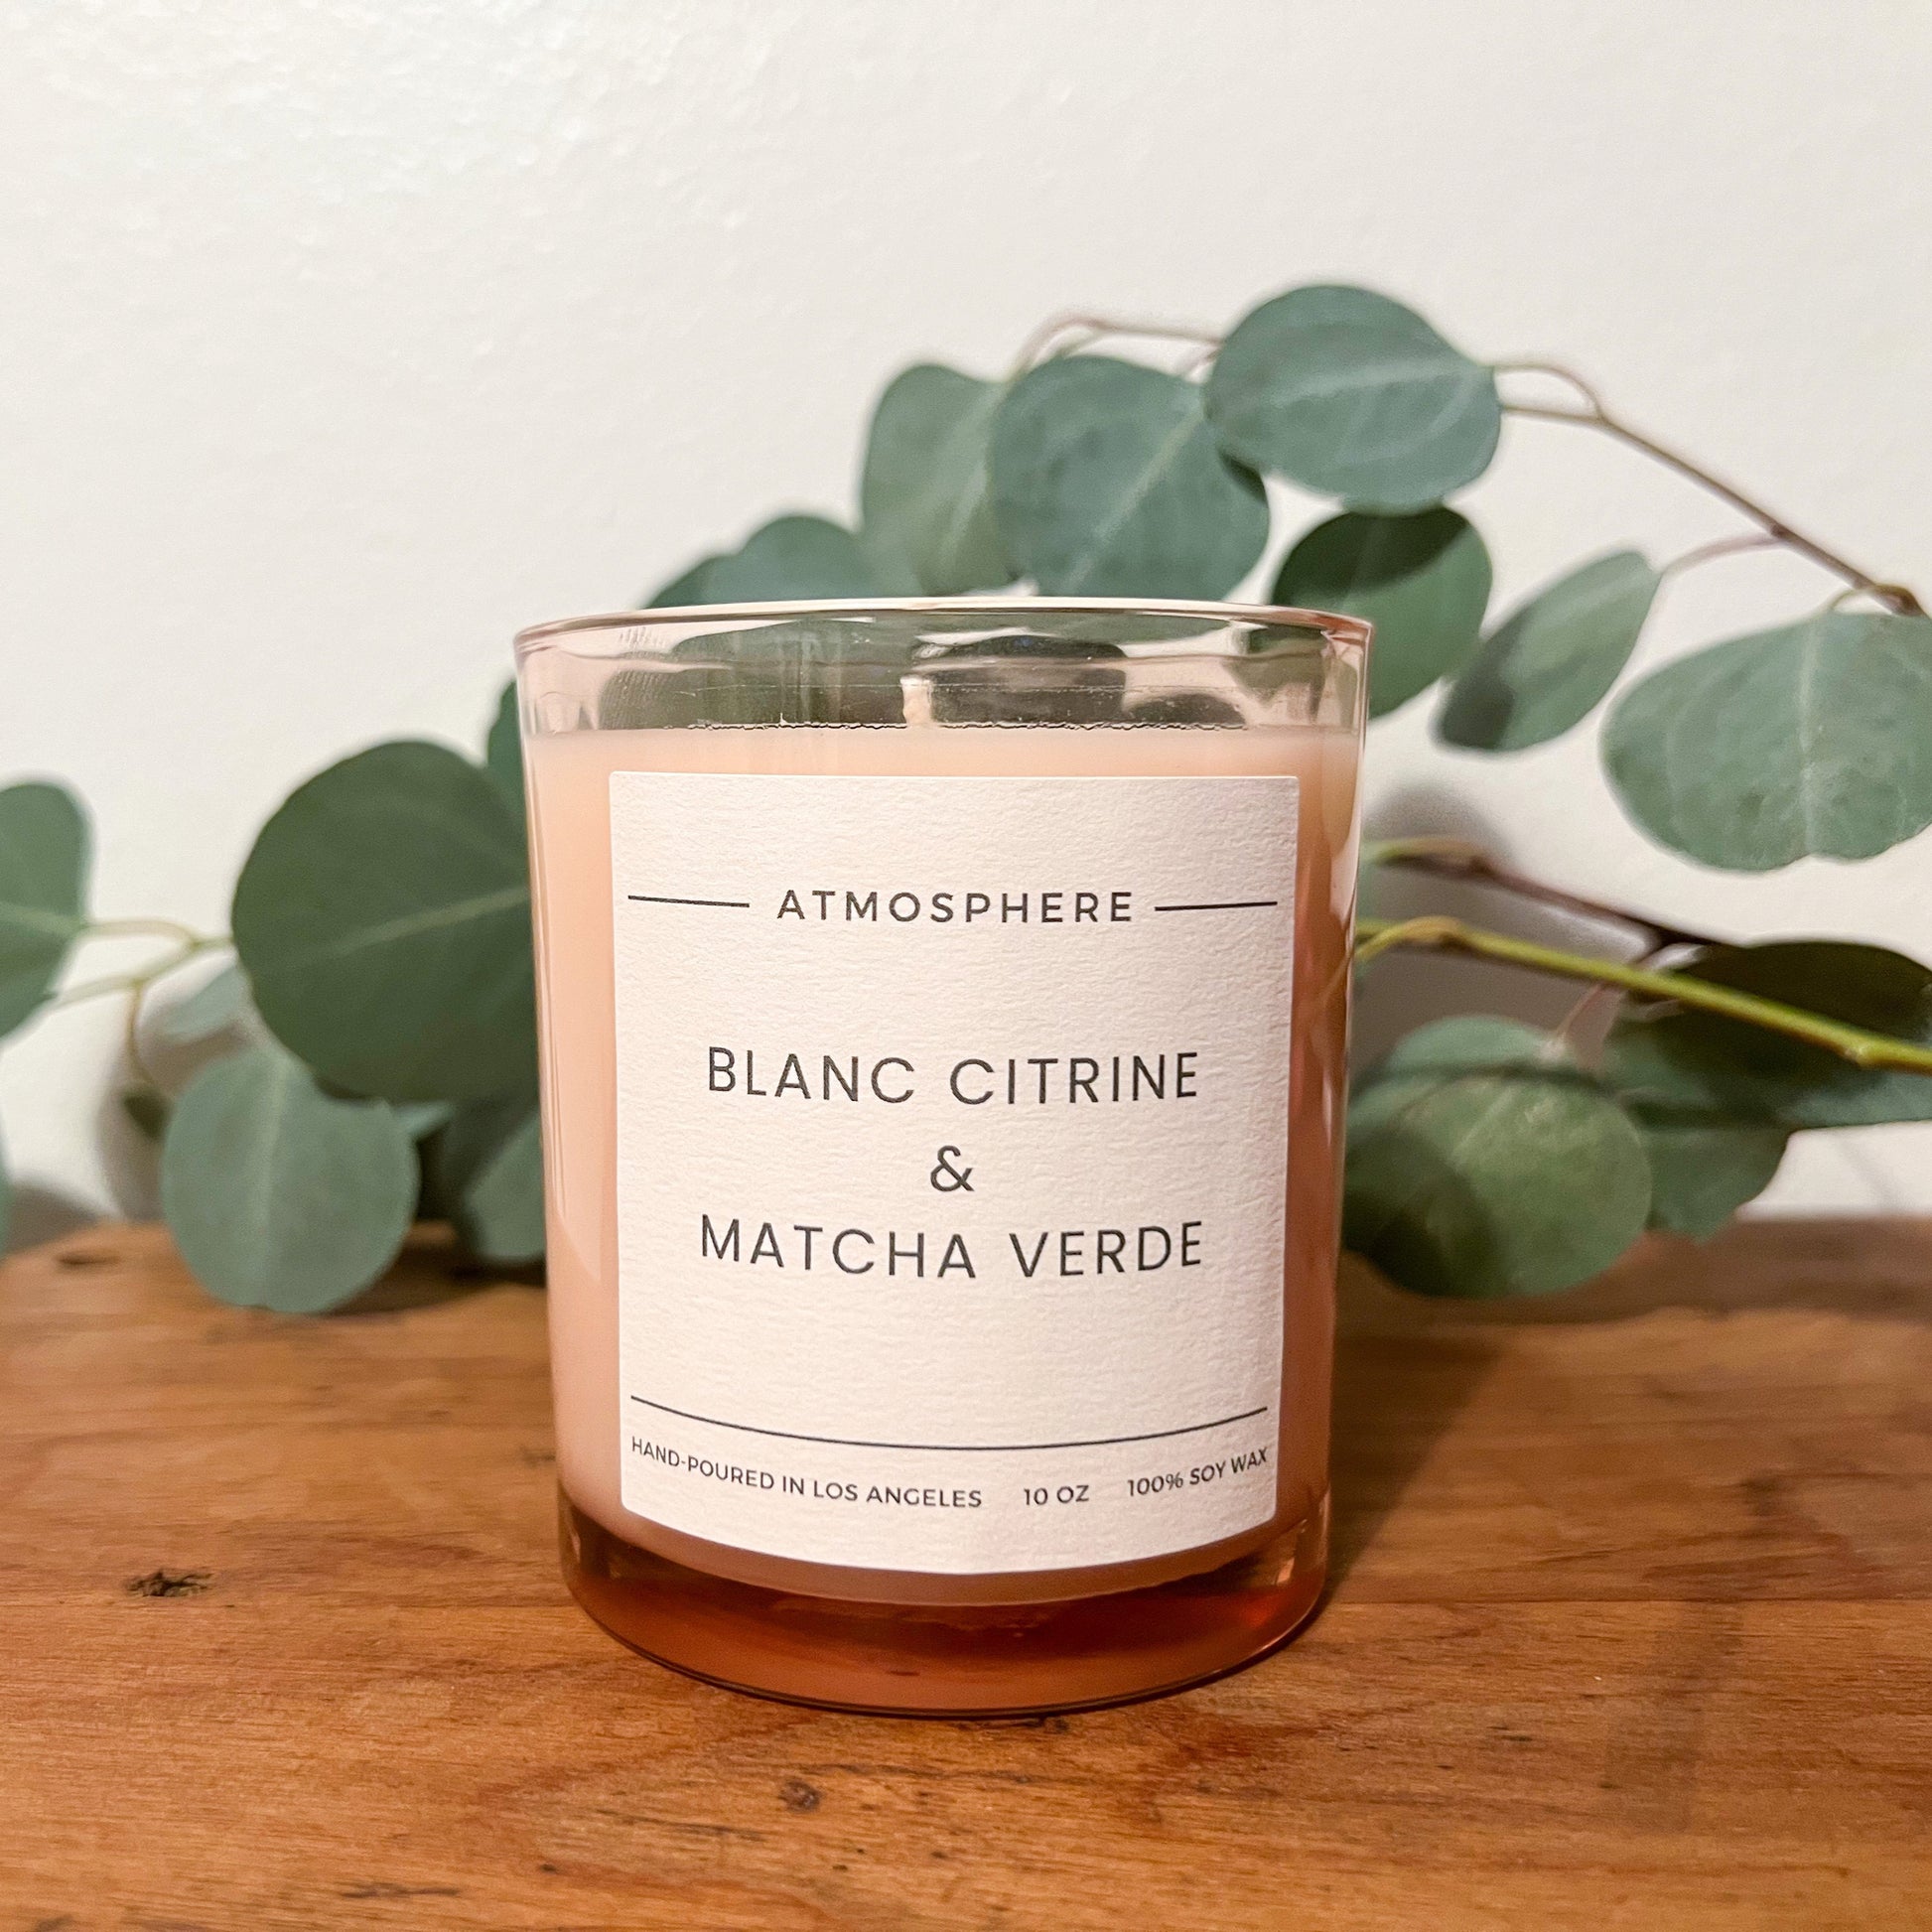 ATMOSPHERE
BLANC CITRINE
&
MATCHA VERDE
HAND-POURED IN LOS ANGELES 10 OZ 100% SOY WAX